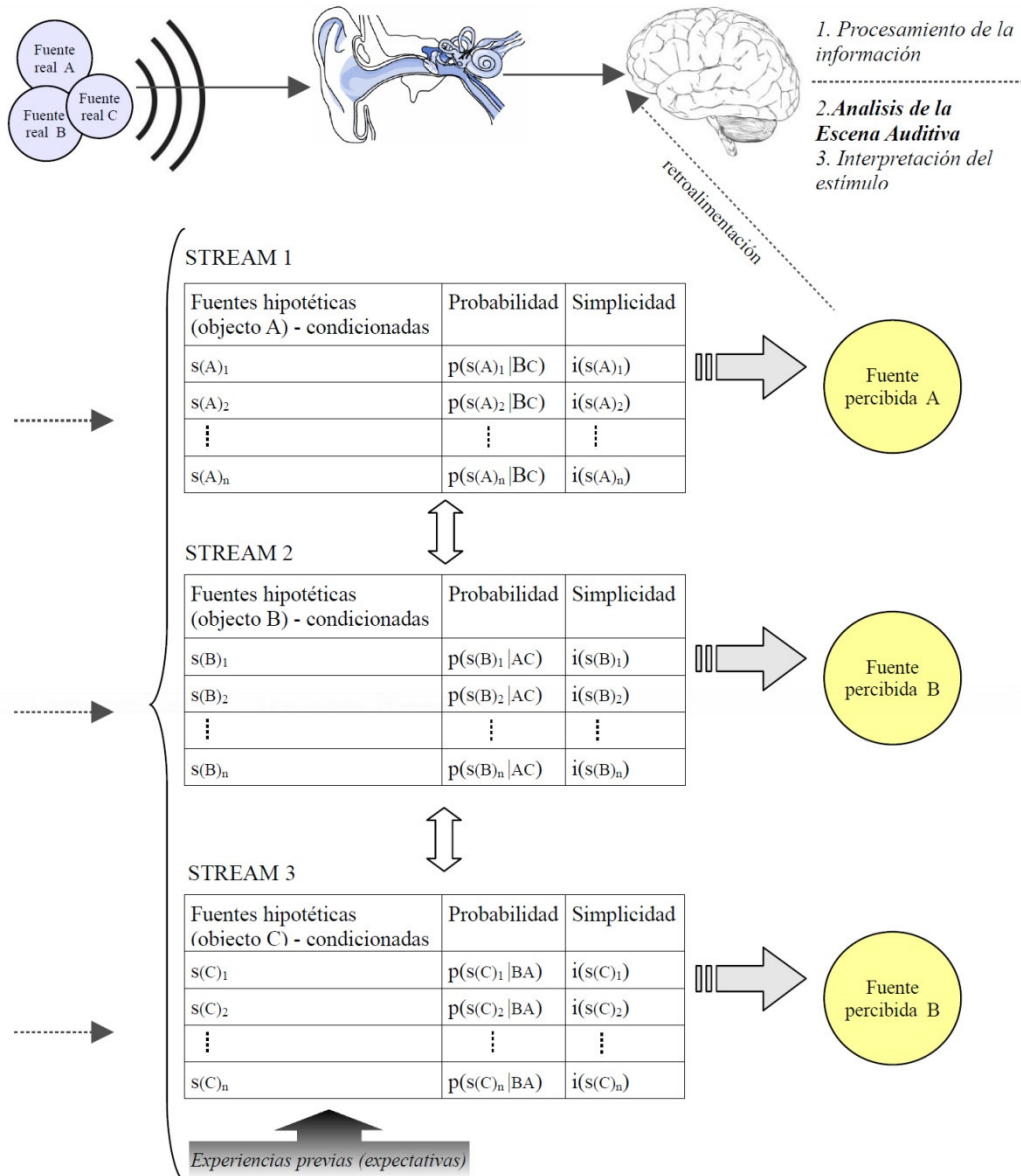 Fuente
real A
Fuente
real B
Fuente
real C
1. Procesamiento de la
información
2.Analisis de la
Escena Auditiva
3. Interpretación del
estímulo
retroalimentación
STREAM 1
Fuentes hipotéticas
(objecto A) - condicionadas
Probabilidad
Simplicidad
s(A)₁ p(s(A)₁|BC) i(s(A)₁)
s(A)₂ p(s(A)₂|BC) i(s(A)₂)
s(A)ₙ p(s(A)ₙ|BC) i(s(A)ₙ)
Fuente
percibida A
STREAM 2
Fuentes hipotéticas
(objecto B) - condicionadas
Probabilidad
Simplicidad
s(B)₁ p(s(B)₁|AC) i(s(B)₁)
s(B)₂ p(s(B)₂|AC) i(s(B)₂)
s(B)ₙ p(s(B)ₙ|AC) i(s(B)ₙ)
Fuente
percibida B
STREAM 3
Fuentes hipotéticas
(objecto C) - condicionadas
Probabilidad
Simplicidad
s(C)₁ p(s(C)₁|BA) i(s(C)₁)
s(C)₂ p(s(C)₂|BA) i(s(C)₂)
s(C)ₙ p(s(C)ₙ|BA) i(s(C)ₙ)
Fuente
percibida B
Experiencias previas (expectativas)